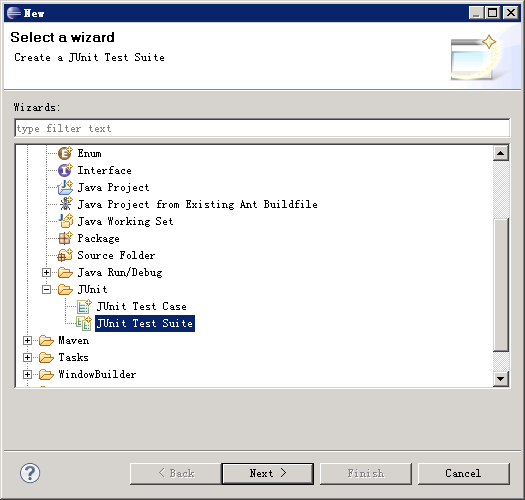 New
Select a wizard
Create a JUnit Test Suite
Wizards:
type filter text
Enum
Interface
Java Project
Java Project from Existing Ant Buildfile
Java Working Set
Package
Source Folder
Java Run/Debug
JUnit
JUnit Test Case
JUnit Test Suite
Maven
Tasks
WindowBuilder
? < Back Next > Finish Cancel